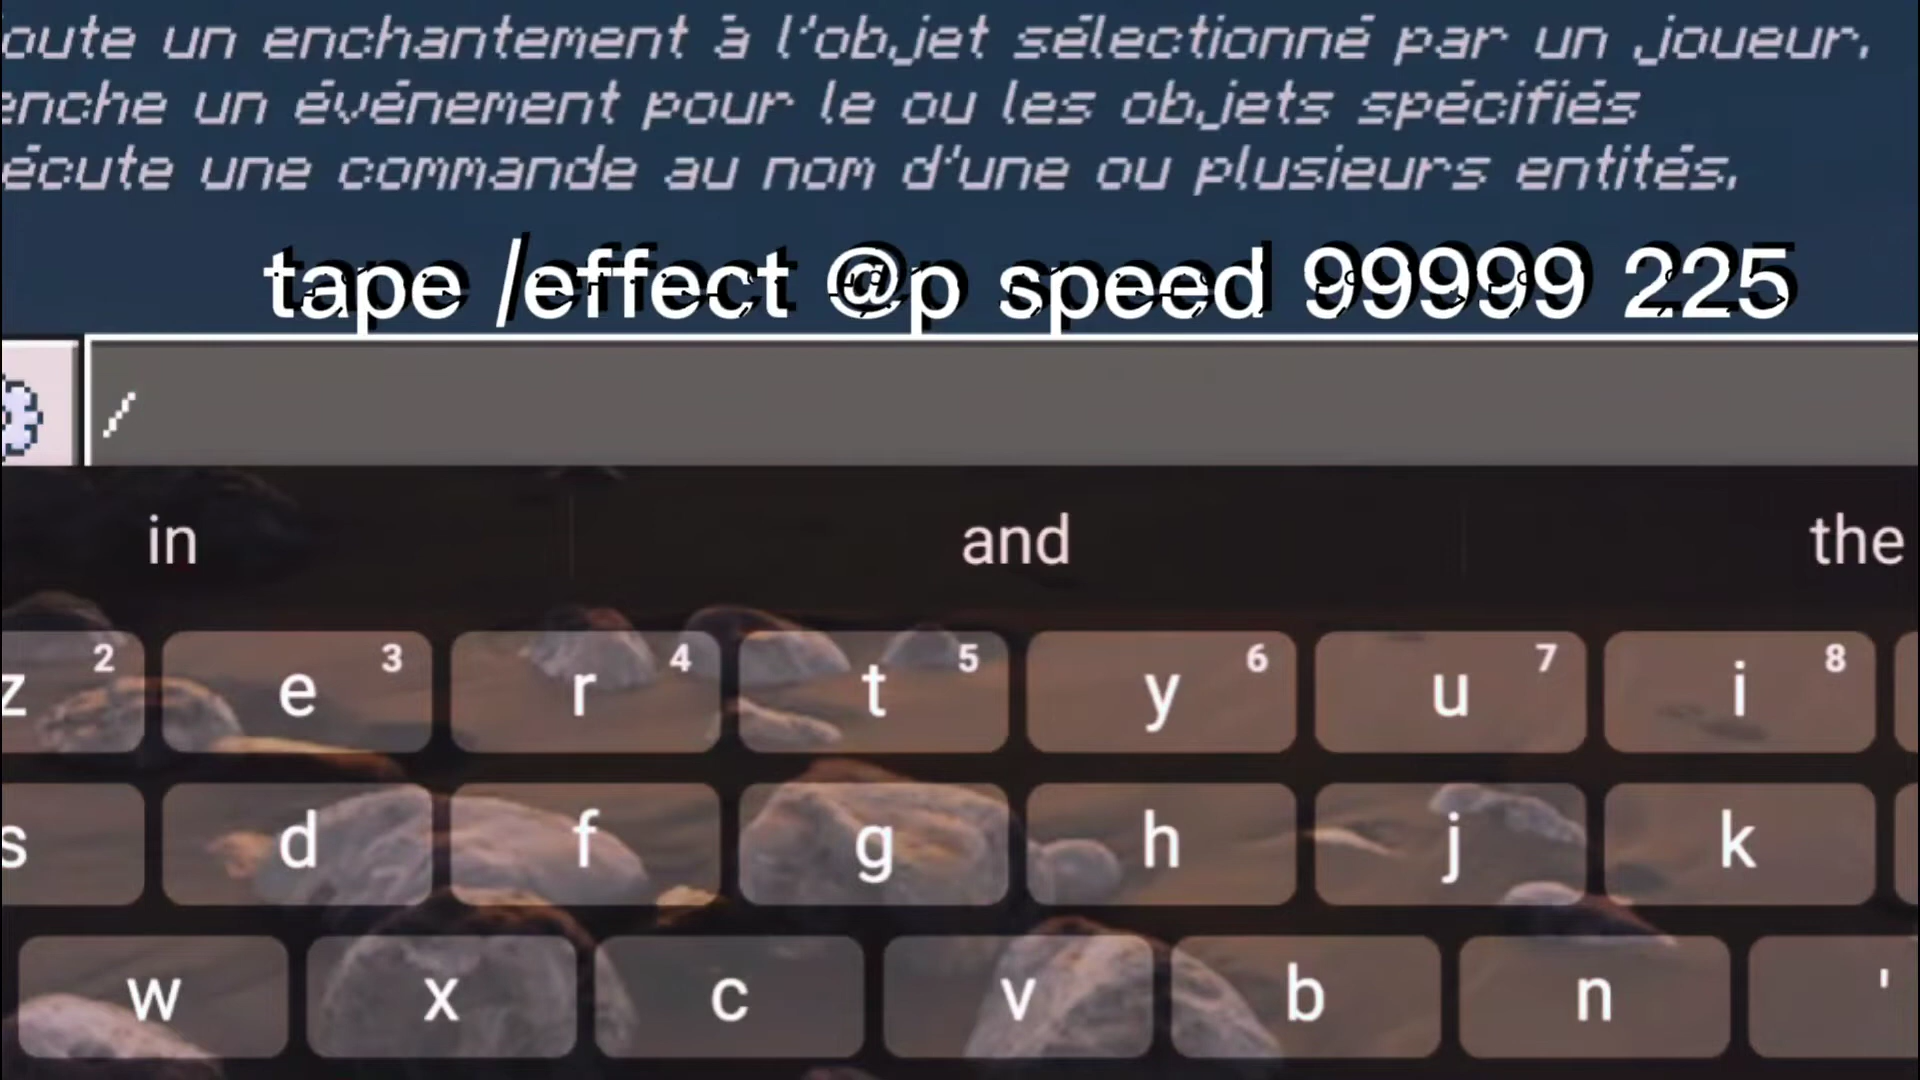 oute un enchantement à l'objet sélectionné par un joueur.
enche un événement pour le ou les objets spécifiés
écute une commande au nom d'une ou plusieurs entités.
tape /effect @p speed 99999 225
/
in and the
z 2 e 3 r 4 t 5 y 6 u 7 i 8
s d f g h j k
w x c v b n '